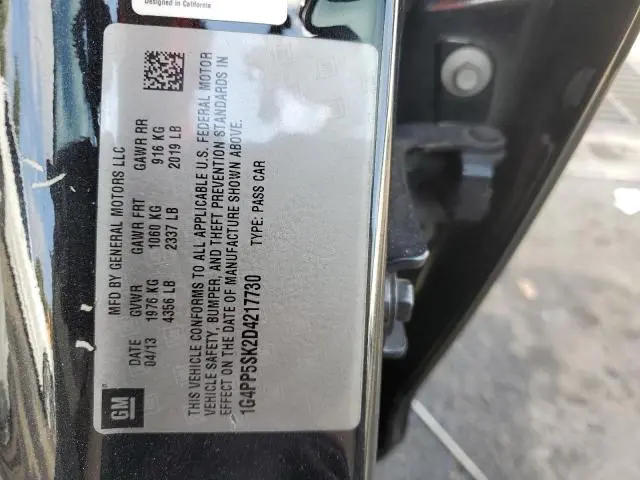 Designed in California
MFD BY GENERAL MOTORS LLC
DATE GVWR GAWR FRT GAWR RR
04/13 1976 KG 1060 KG 916 KG
4356 LB 2337 LB 2019 LB
THIS VEHICLE CONFORMS TO ALL APPLICABLE U.S. FEDERAL MOTOR
VEHICLE SAFETY, BUMPER, AND THEFT PREVENTION STANDARDS IN
EFFECT ON THE DATE OF MANUFACTURE SHOWN ABOVE.
1G4PP5SK2D4217730 TYPE: PASS CAR
GM